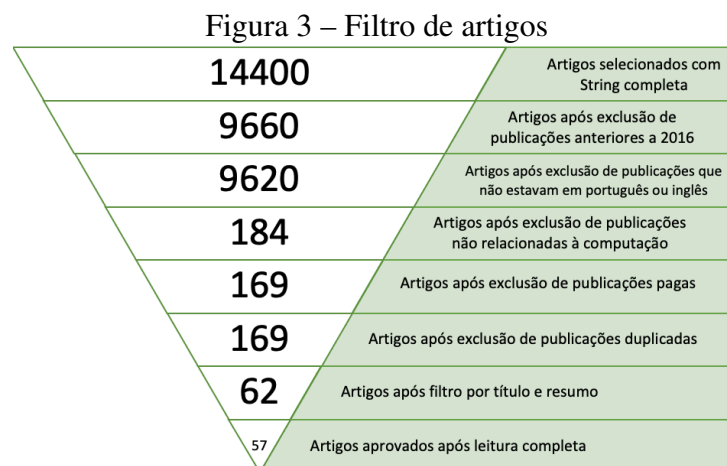 Figura 3 – Filtro de artigos
14400
Artigos selecionados com
String completa
9660
Artigos após exclusão de
publicações anteriores a 2016
9620
Artigos após exclusão de publicações que
não estavam em português ou inglês
184
Artigos após exclusão de publicações
não relacionadas à computação
169
Artigos após exclusão de publicações pagas
169
Artigos após exclusão de publicações duplicadas
62
Artigos após filtro por título e resumo
57
Artigos aprovados após leitura completa